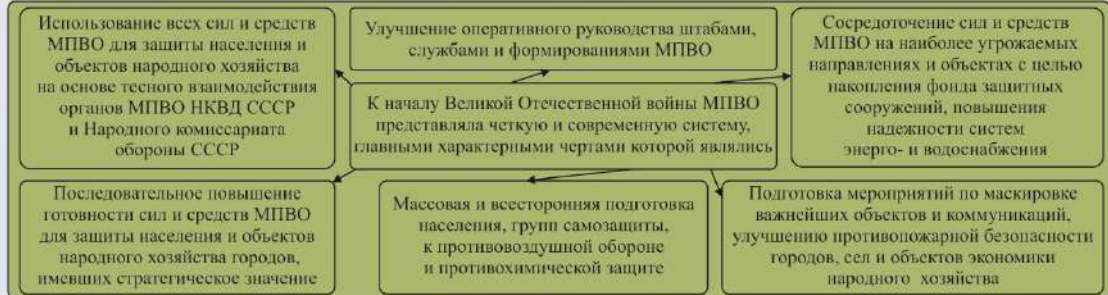 Использование всех сил и средств
МПВО для защиты населения и
объектов народного хозяйства
на основе тесного взаимодействия
органов МПВО НКВД СССР
и Народного комиссариата
обороны СССР
Улучшение оперативного руководства штабами,
службами и формированиями МПВО
Сосредоточение сил и средств
МПВО на наиболее угрожаемых
направлениях и объектах с целью
накопления фонда защитных
сооружений, повышения
надежности систем
энерго- и водоснабжения
К началу Великой Отечественной войны МПВО
представляла четкую и современную систему,
главными характерными чертами которой являлись
Последовательное повышение
готовности сил и средств МПВО
для защиты населения и объектов
народного хозяйства городов,
имевших стратегическое значение
Массовая и всесторонняя подготовка
населения, групп самозащиты,
к противовоздушной обороне
и противохимической защите
Подготовка мероприятий по маскировке
важнейших объектов и коммуникаций,
улучшению противопожарной безопасности
городов, сел и объектов экономики
народного хозяйства